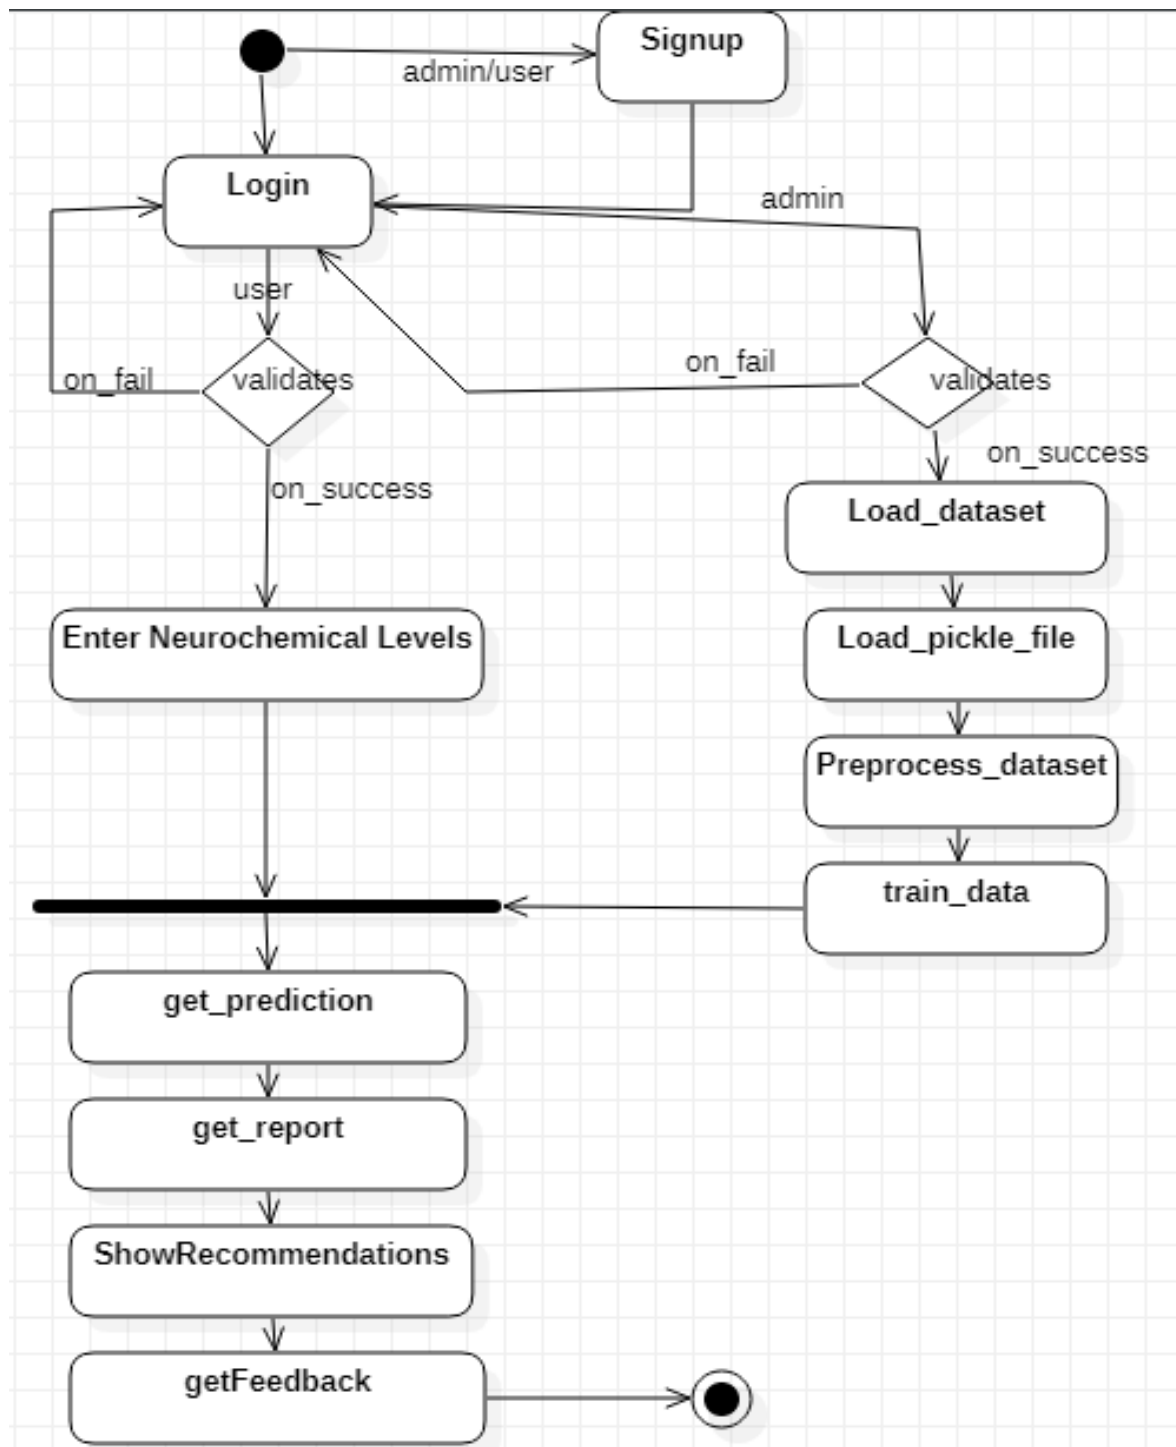 Signup
admin/user
Login
admin
user
on_fail
validates
on_fail
validates
on_success
on_success
Load_dataset
Enter Neurochemical Levels
Load_pickle_file
Preprocess_dataset
train_data
get_prediction
get_report
ShowRecommendations
getFeedback